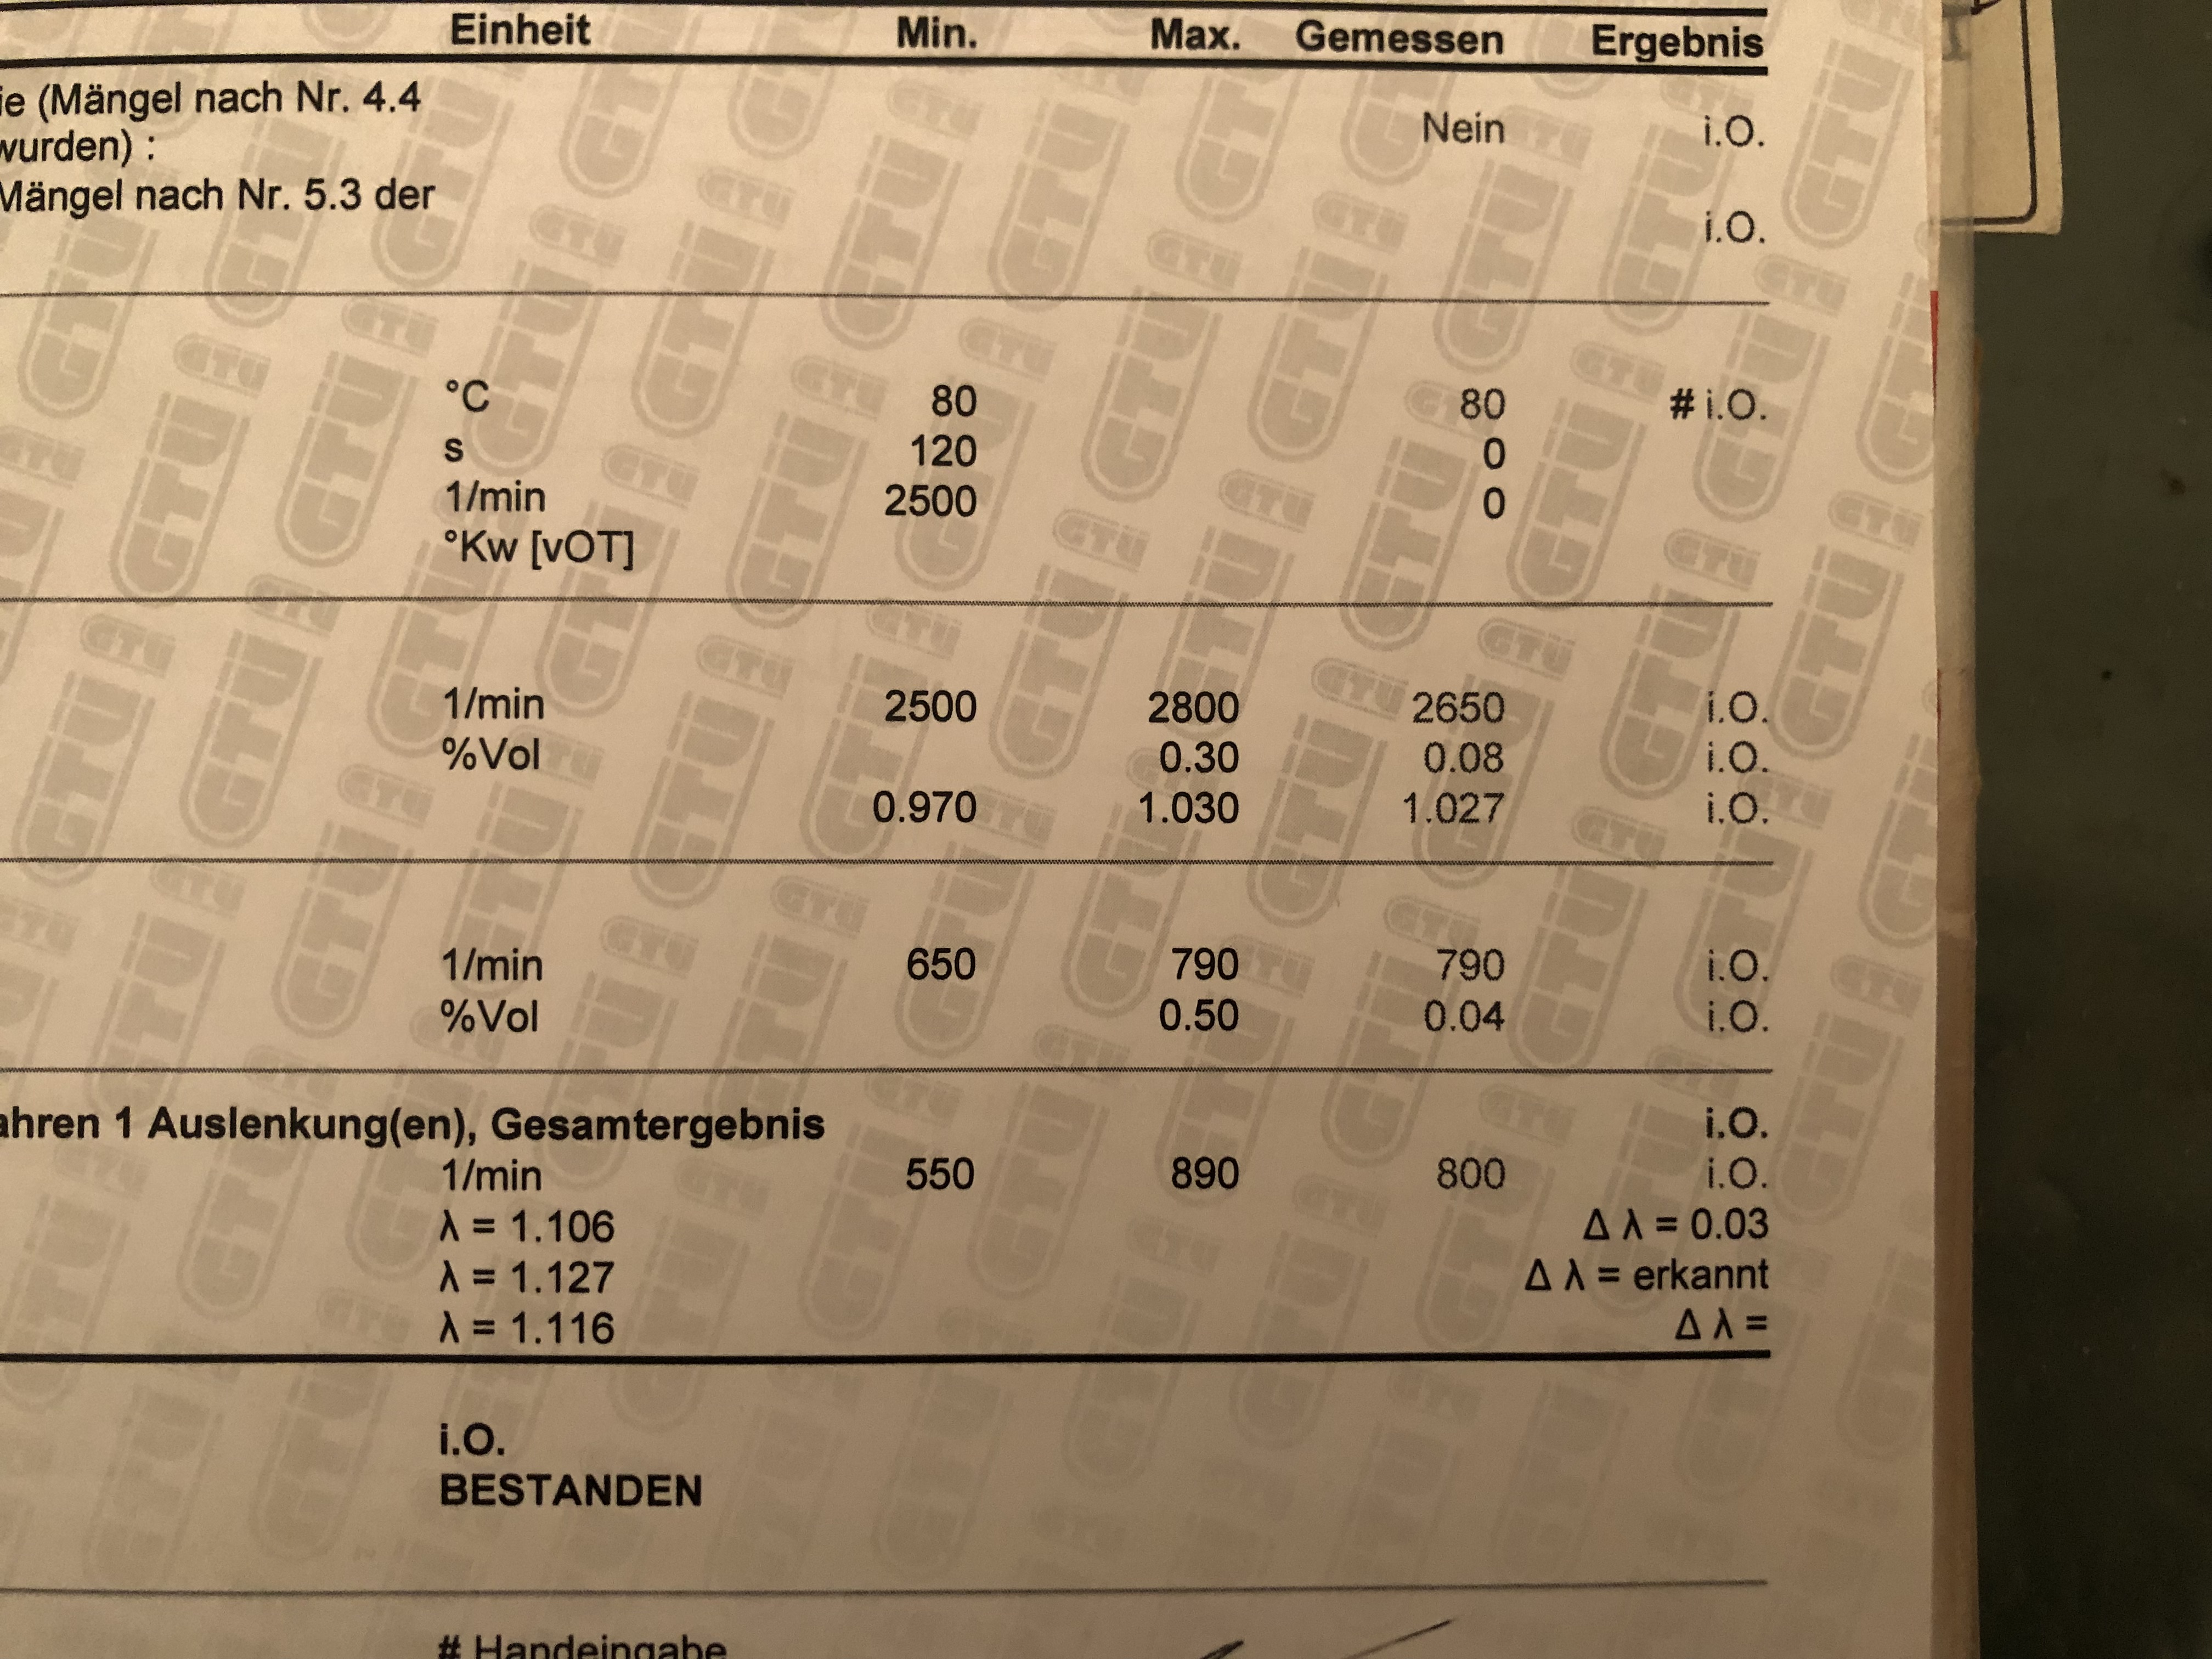 Einheit Min. Max. Gemessen Ergebnis
ie (Mängel nach Nr. 4.4
wurden) : Nein i.O.
Mängel nach Nr. 5.3 der
i.O.
°C 80 80 # i.O.
s 120 0
1/min 2500 0
°Kw [vOT]
1/min 2500 2800 2650 i.O.
%Vol 0.30 0.08 i.O.
0.970 1.030 1.027 i.O.
1/min 650 790 790 i.O.
%Vol 0.50 0.04 i.O.
ahren 1 Auslenkung(en), Gesamtergebnis i.O.
1/min 550 890 800 i.O.
λ = 1.106 Δ λ = 0.03
λ = 1.127 Δ λ = erkannt
λ = 1.116 Δ λ =
i.O.
BESTANDEN
# Handeingabe